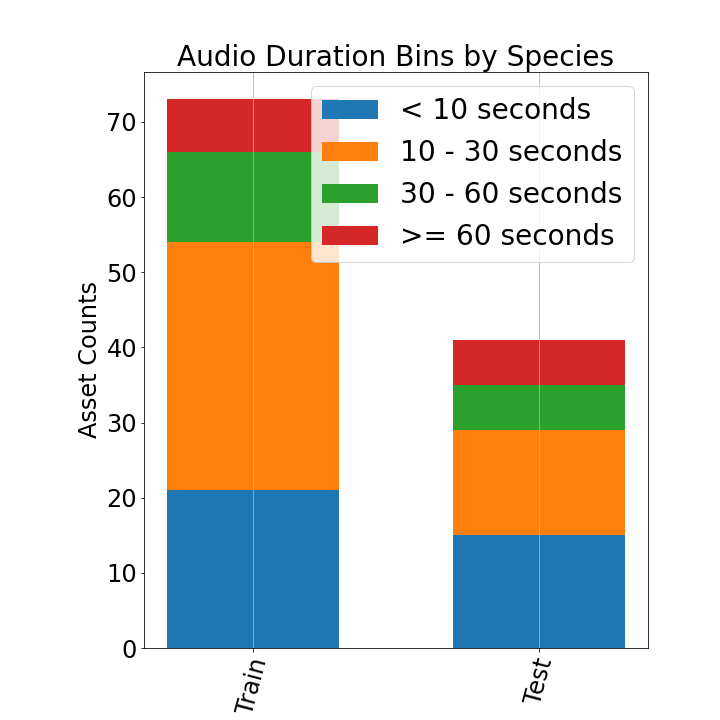 Audio Duration Bins by Species
< 10 seconds
10 - 30 seconds
30 - 60 seconds
>= 60 seconds
Asset Counts
70
60
50
40
30
20
10
0
Train
Test